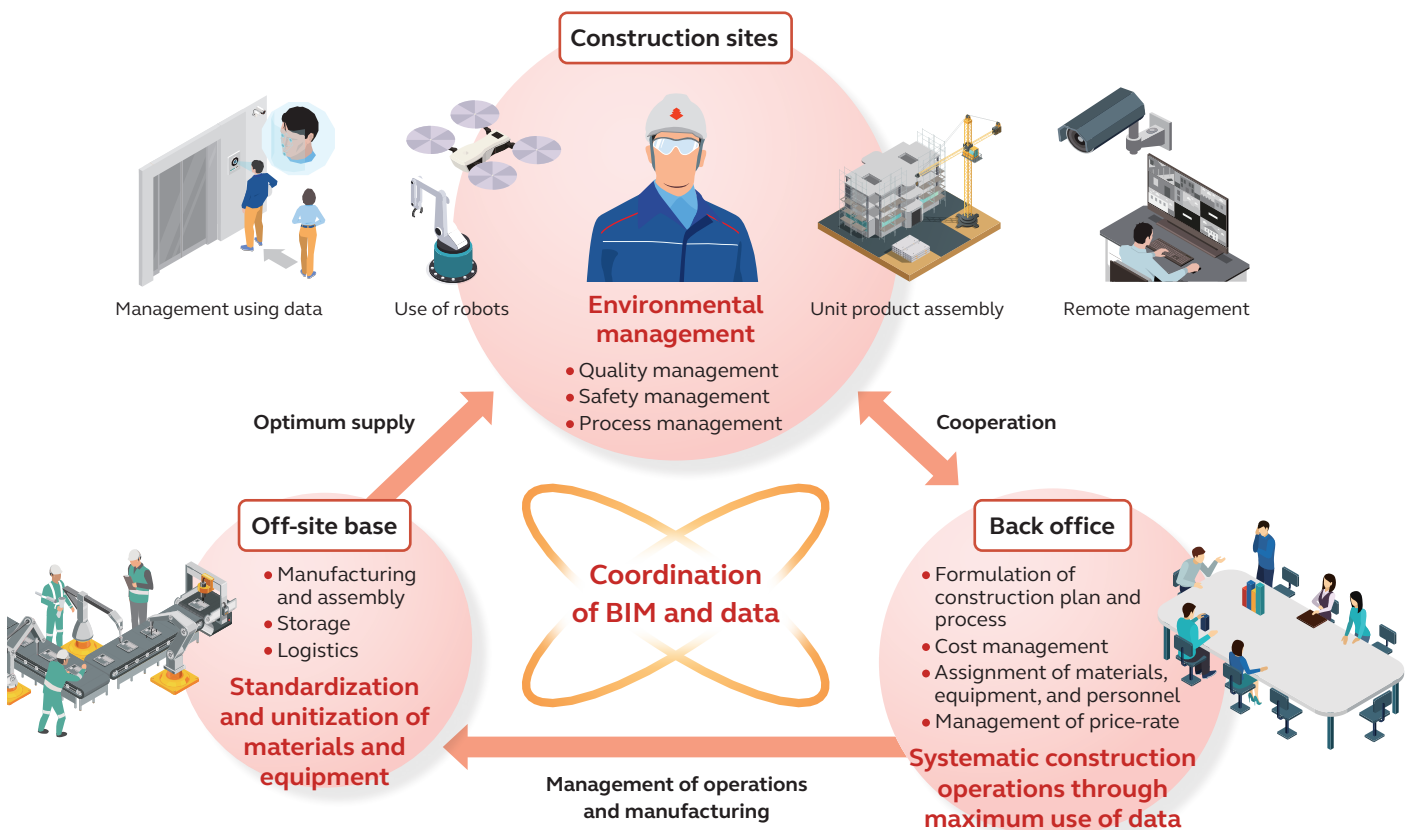 Construction sites
Management using data
Use of robots
Environmental
management
• Quality management
• Safety management
• Process management
Unit product assembly
Remote management
Optimum supply
Cooperation
Off-site base
• Manufacturing
and assembly
• Storage
• Logistics
Standardization
and unitization of
materials and
equipment
Coordination
of BIM and data
Back office
• Formulation of
construction plan and
process
• Cost management
• Assignment of materials,
equipment, and personnel
• Management of price-rate
Systematic construction
operations through
maximum use of data
Management of operations
and manufacturing